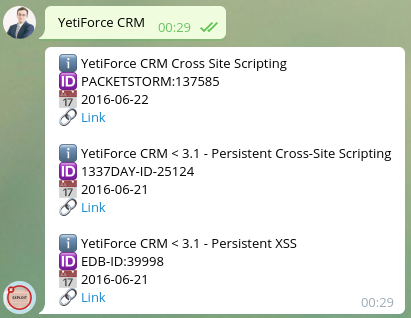 YetiForce CRM
00:29
YetiForce CRM Cross Site Scripting
ID PACKETSTORM:137585
17 2016-06-22
Link
YetiForce CRM < 3.1 - Persistent Cross-Site Scripting
ID 1337DAY-ID-25124
17 2016-06-21
Link
YetiForce CRM < 3.1 - Persistent XSS
ID EDB-ID:39998
17 2016-06-21
Link
EXPLOIT
00:29